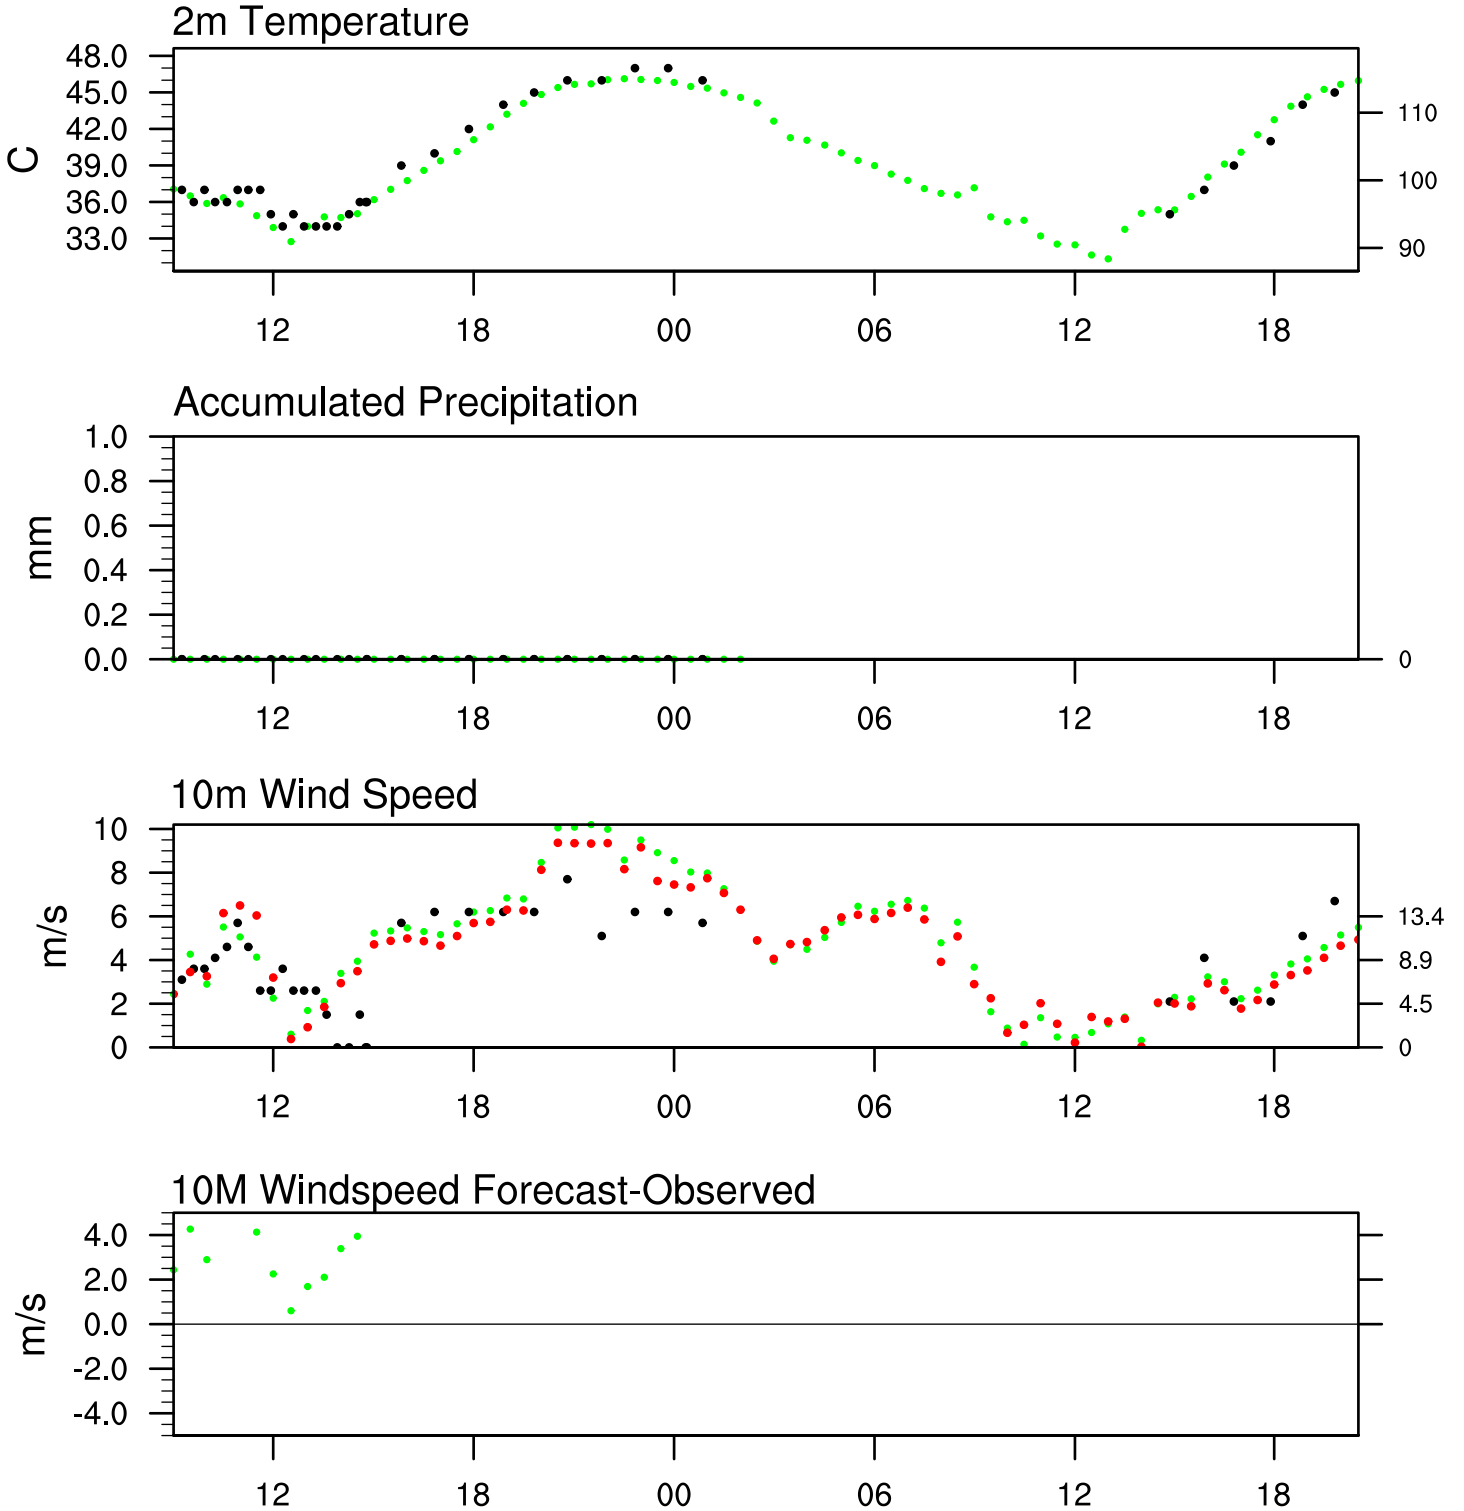 2m Temperature
48.0
45.0
42.0
39.0
36.0
33.0
C
110
100
90
12 18 00 06 12 18
Accumulated Precipitation
1.0
0.8
0.6
0.4
0.2
0.0
mm
0
12 18 00 06 12 18
10m Wind Speed
10
8
6
4
2
0
m/s
13.4
8.9
4.5
0
12 18 00 06 12 18
10M Windspeed Forecast-Observed
4.0
2.0
0.0
-2.0
-4.0
m/s
12 18 00 06 12 18